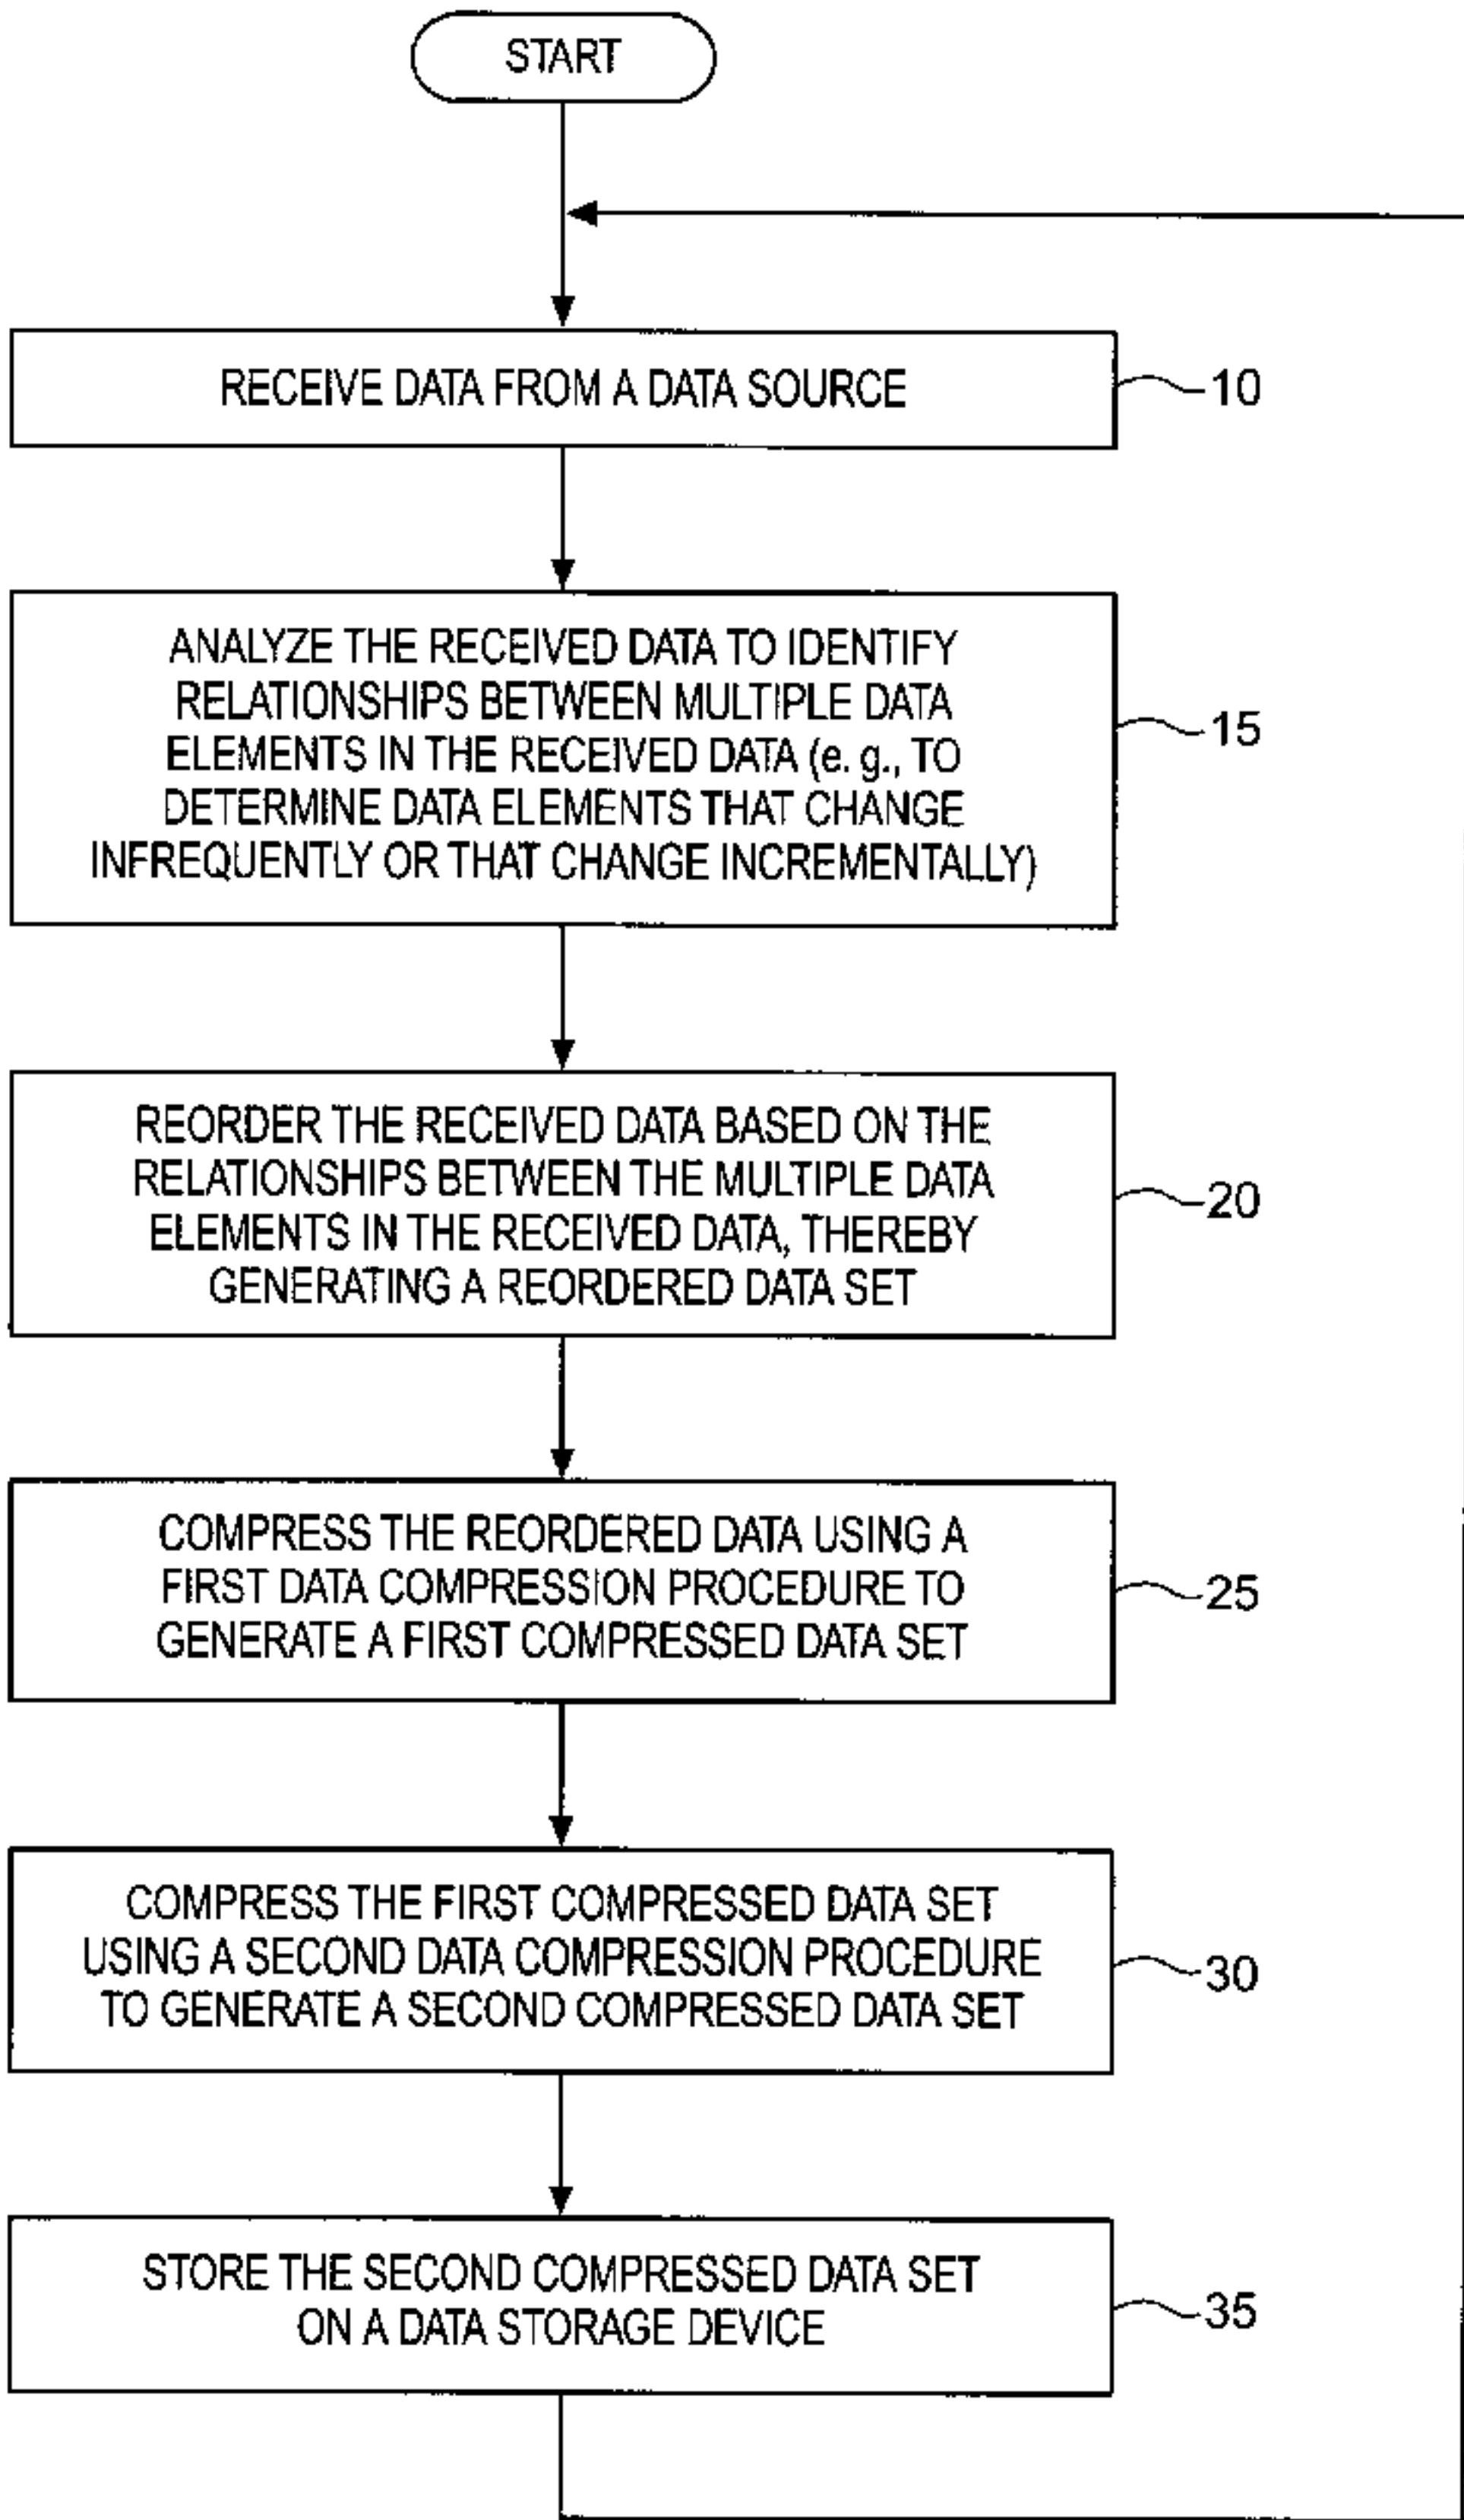 START
RECEIVE DATA FROM A DATA SOURCE
10
ANALYZE THE RECEIVED DATA TO IDENTIFY
RELATIONSHIPS BETWEEN MULTIPLE DATA
ELEMENTS IN THE RECEIVED DATA (e. g., TO
DETERMINE DATA ELEMENTS THAT CHANGE
INFREQUENTLY OR THAT CHANGE INCREMENTALLY)
15
REORDER THE RECEIVED DATA BASED ON THE
RELATIONSHIPS BETWEEN THE MULTIPLE DATA
ELEMENTS IN THE RECEIVED DATA, THEREBY
GENERATING A REORDERED DATA SET
20
COMPRESS THE REORDERED DATA USING A
FIRST DATA COMPRESSION PROCEDURE TO
GENERATE A FIRST COMPRESSED DATA SET
25
COMPRESS THE FIRST COMPRESSED DATA SET
USING A SECOND DATA COMPRESSION PROCEDURE
TO GENERATE A SECOND COMPRESSED DATA SET
30
STORE THE SECOND COMPRESSED DATA SET
ON A DATA STORAGE DEVICE
35